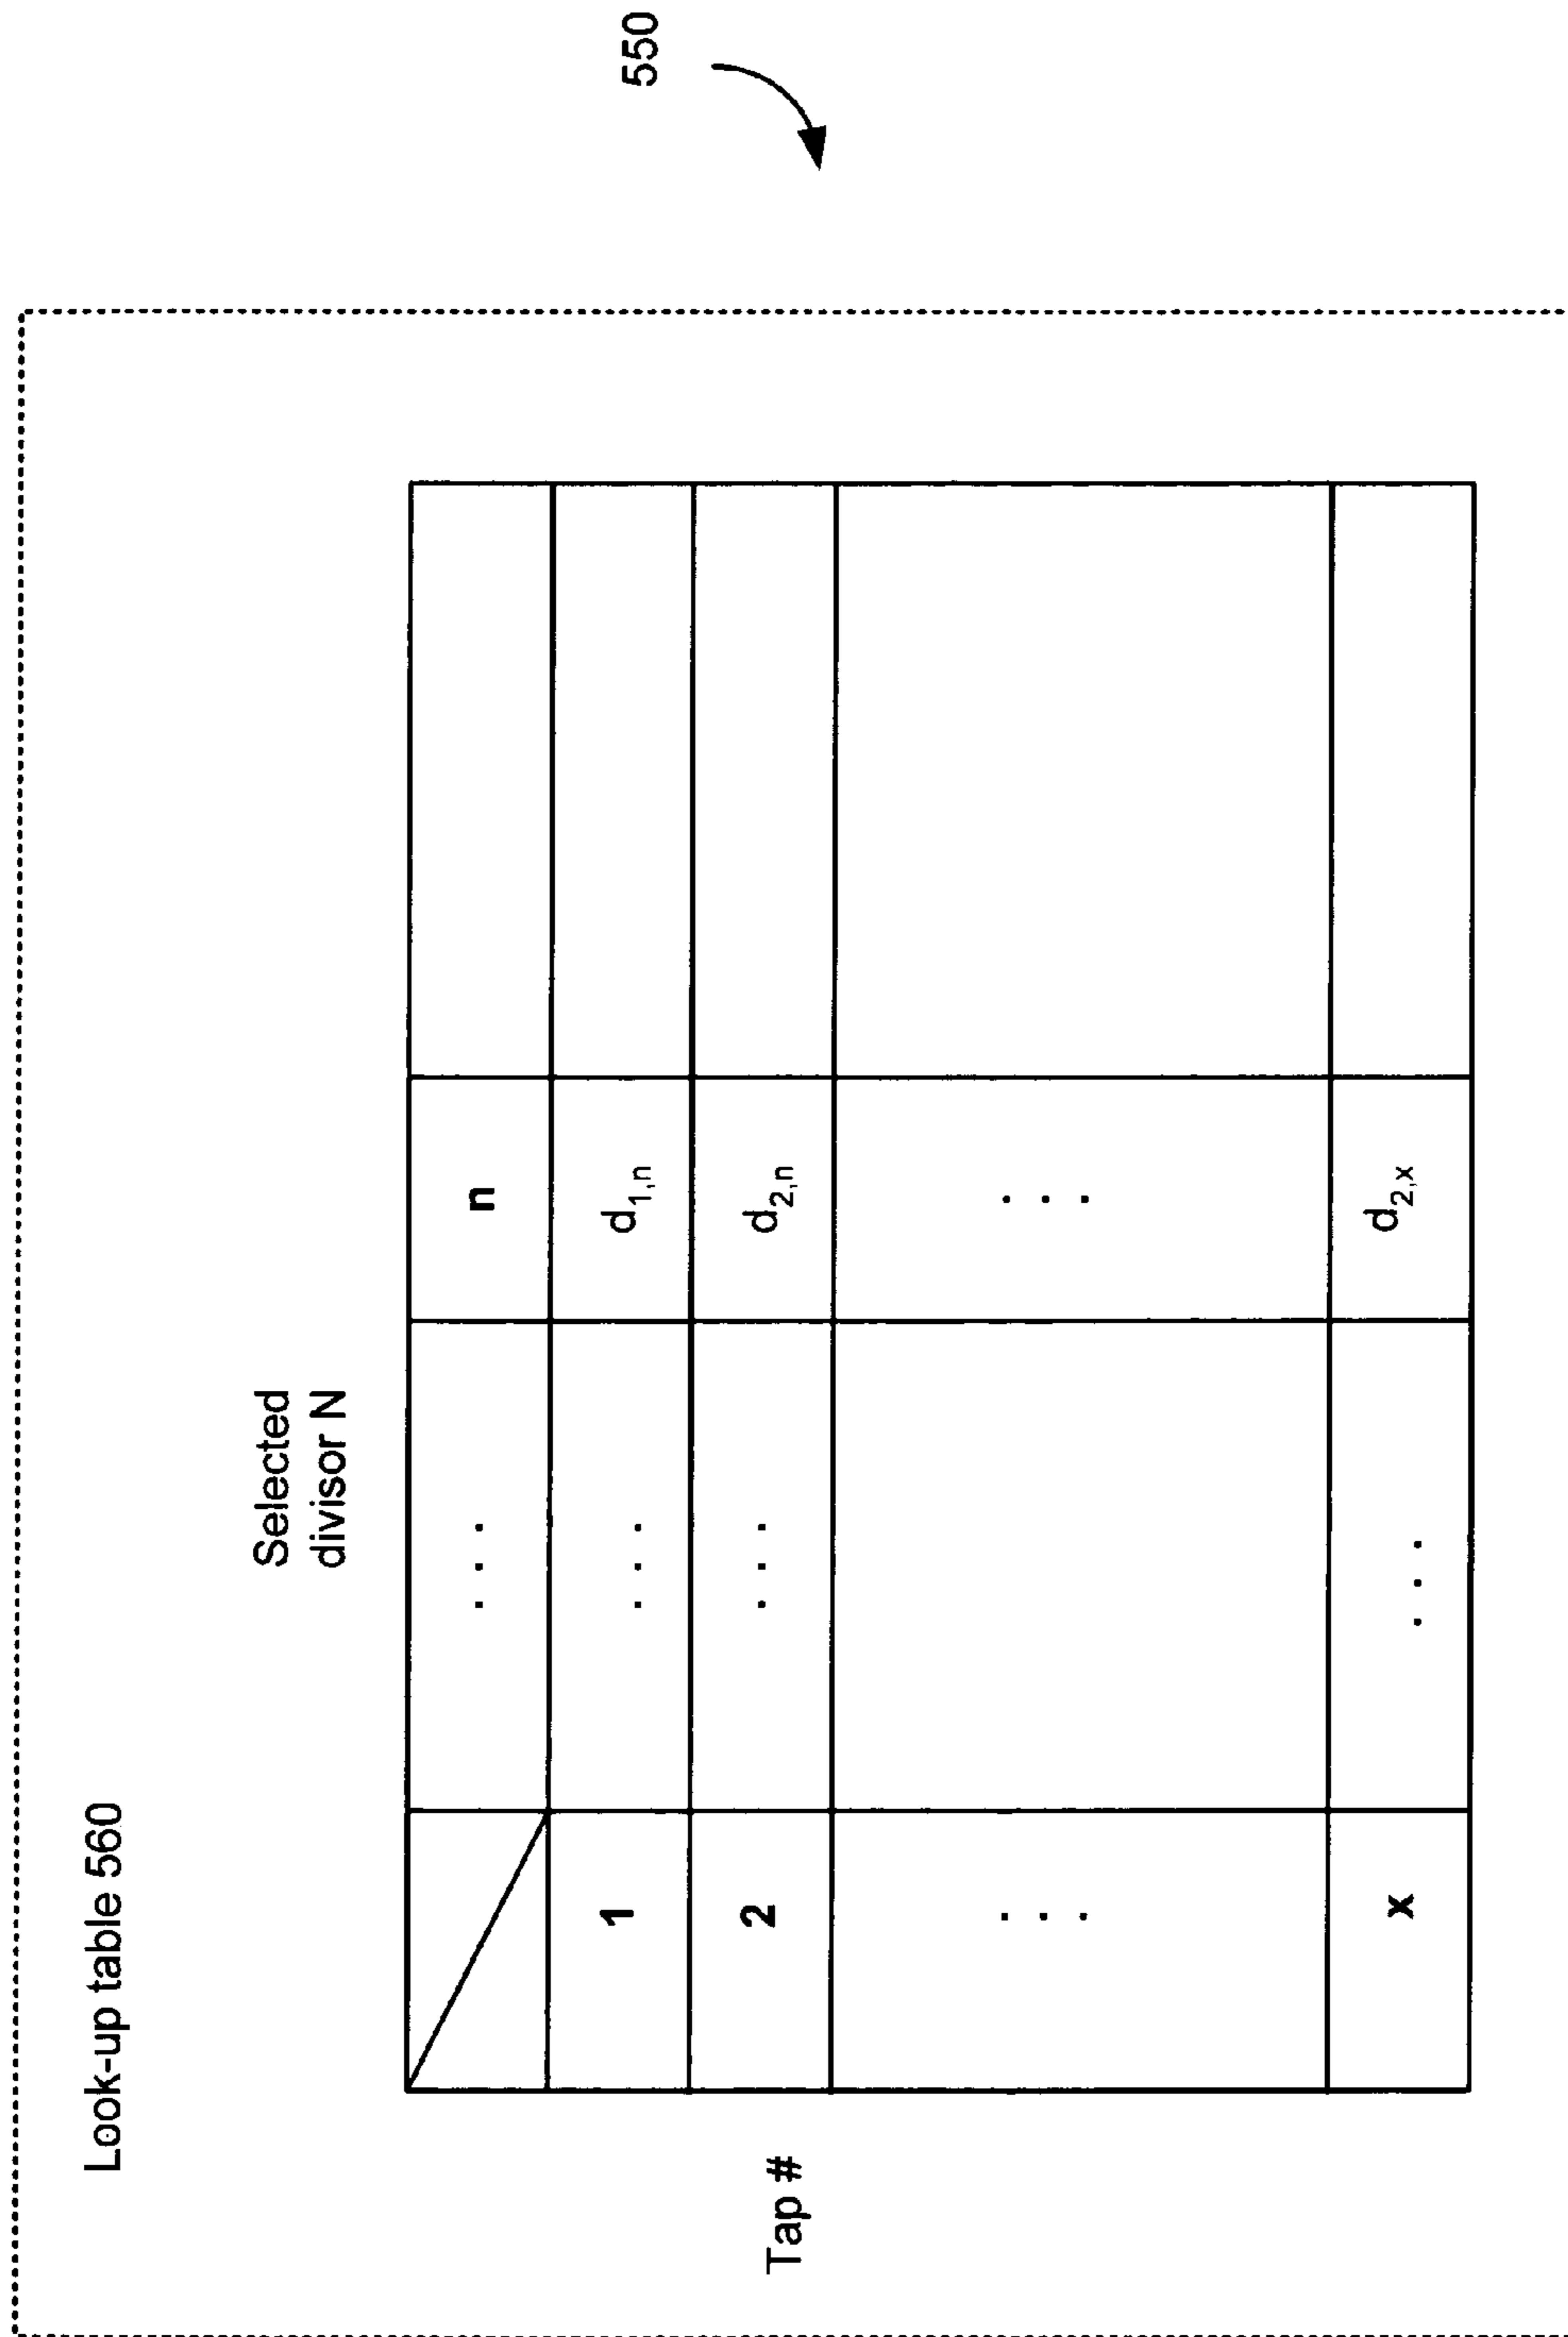 550
Look-up table 560
Selected
divisor N
Tap #
. . . n
1 . . . d1,n
2 . . . d2,n
. . . . . .
x . . . d2,x